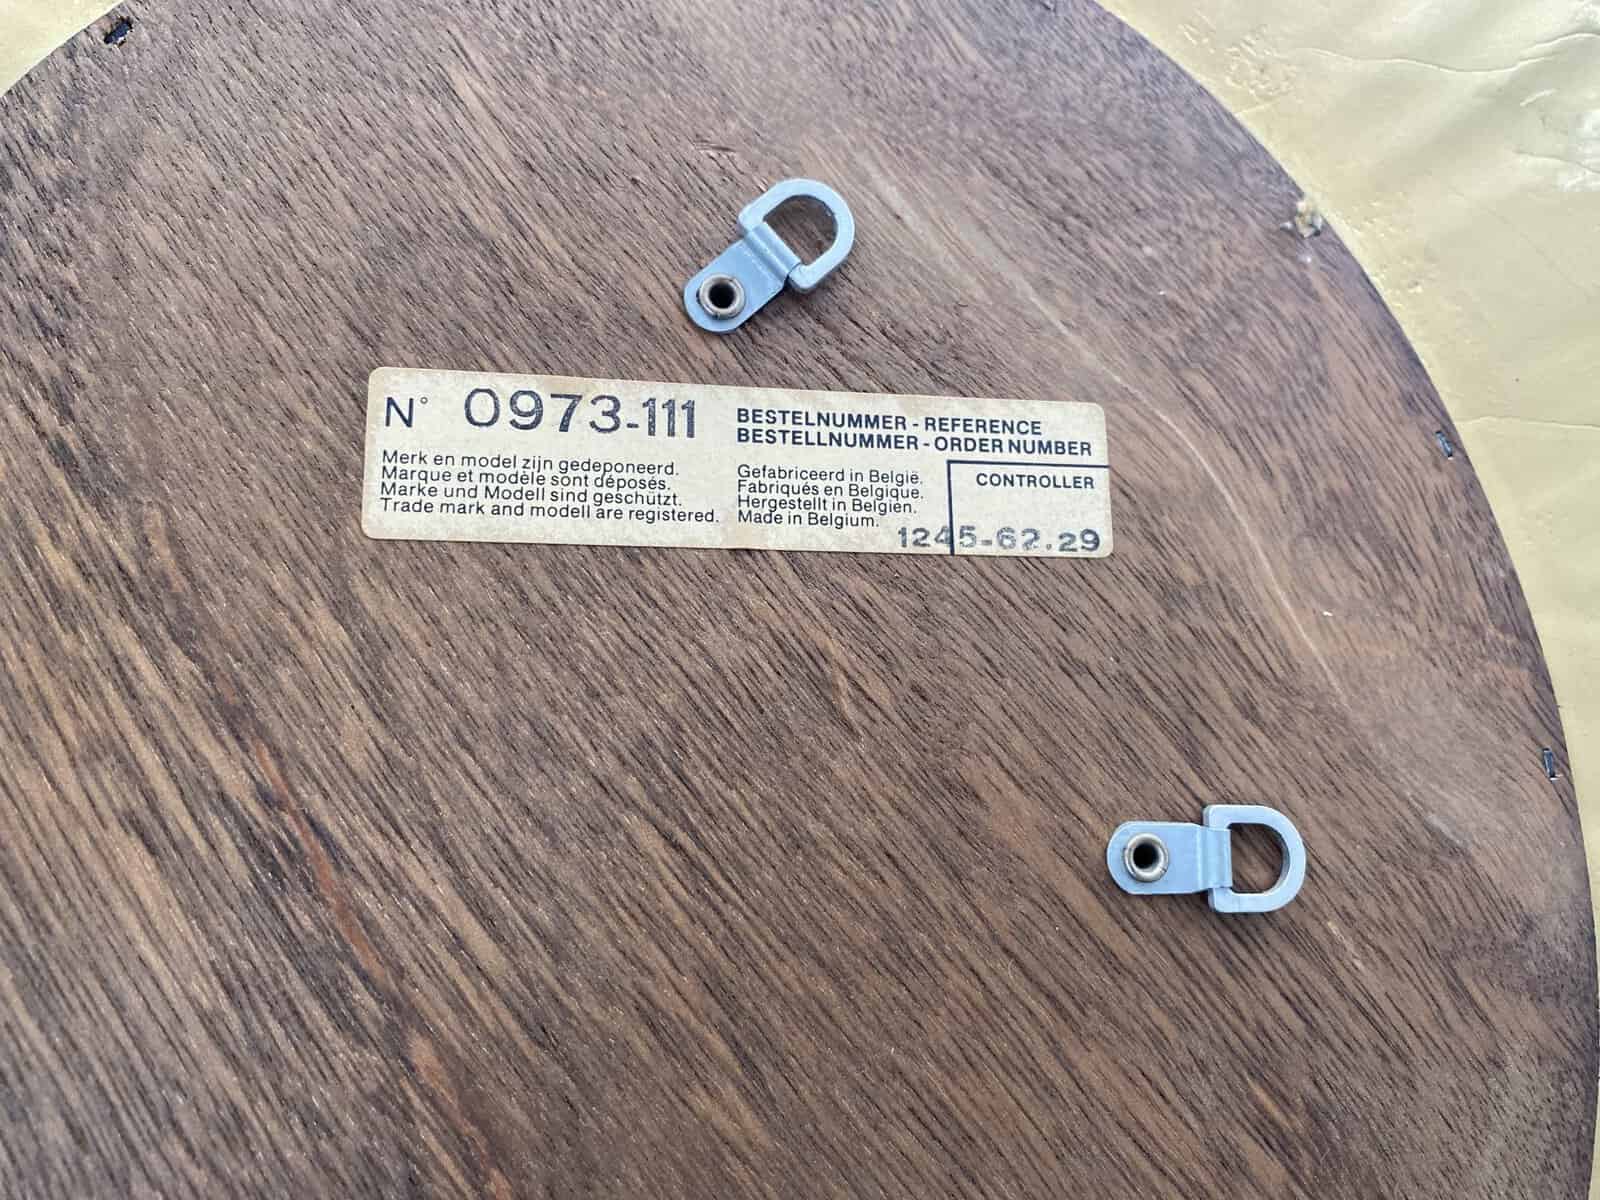 N° 0973-111
Merk en model zijn gedeponeerd.
Marque et modèle sont déposés.
Marke und Modell sind geschützt.
Trade mark and modell are registered.
BESTELNUMMER - REFERENCE
BESTELLNUMMER - ORDER NUMBER
Gefabriceerd in België.
Fabriqués en Belgique.
Hergestellt in Belgien.
Made in Belgium.
CONTROLLER
1245-62.29